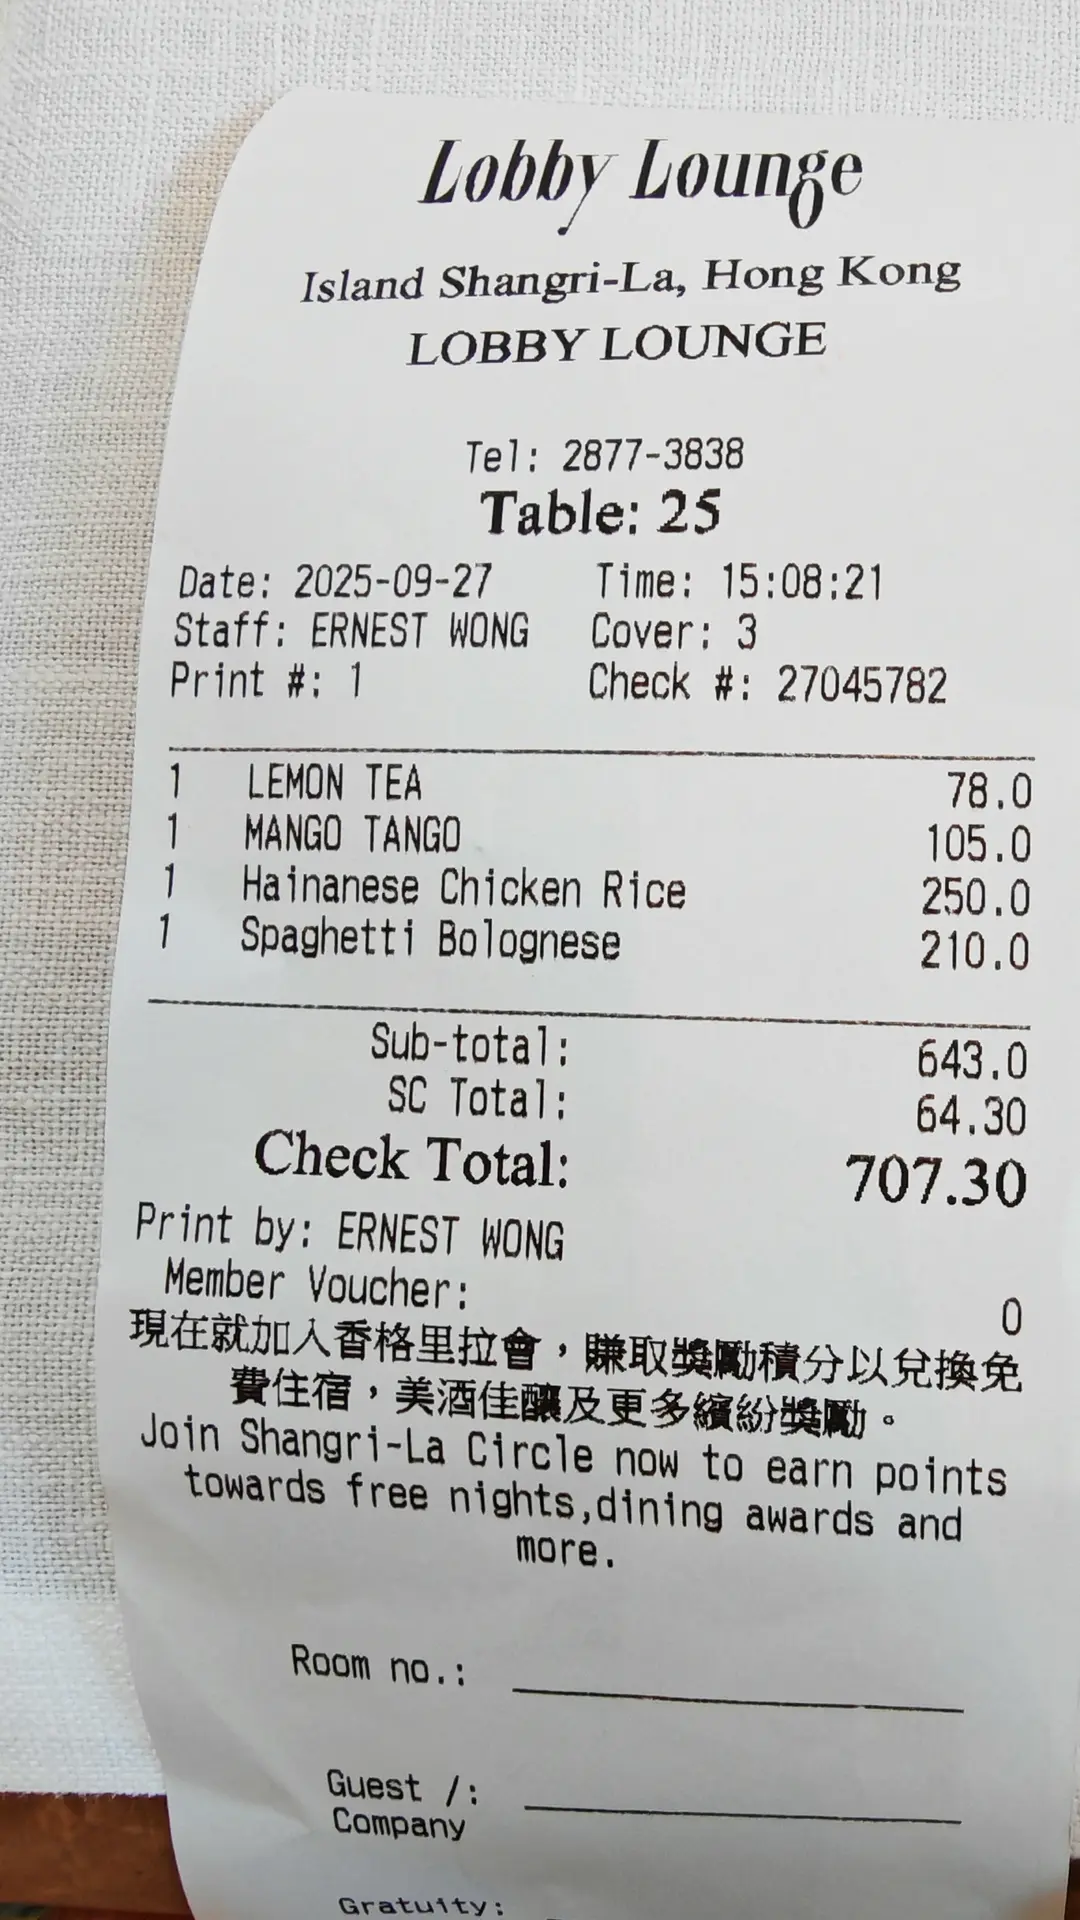 Lobby Lounge
Island Shangri-La, Hong Kong
LOBBY LOUNGE
Tel: 2877-3838
Table: 25
Date: 2025-09-27 Time: 15:08:21
Staff: ERNEST WONG Cover: 3
Print #: 1 Check #: 27045782
1 LEMON TEA 78.0
1 MANGO TANGO 105.0
1 Hainanese Chicken Rice 250.0
1 Spaghetti Bolognese 210.0
Sub-total: 643.0
SC Total: 64.30
Check Total: 707.30
Print by: ERNEST WONG
Member Voucher: 0
現在就加入香格里拉會，賺取獎勵積分以兌換免
費住宿，美酒佳釀及更多繽紛獎勵。
Join Shangri-La Circle now to earn points
towards free nights,dining awards and
more.
Room no.:
Guest /:
Company
Gratuity: